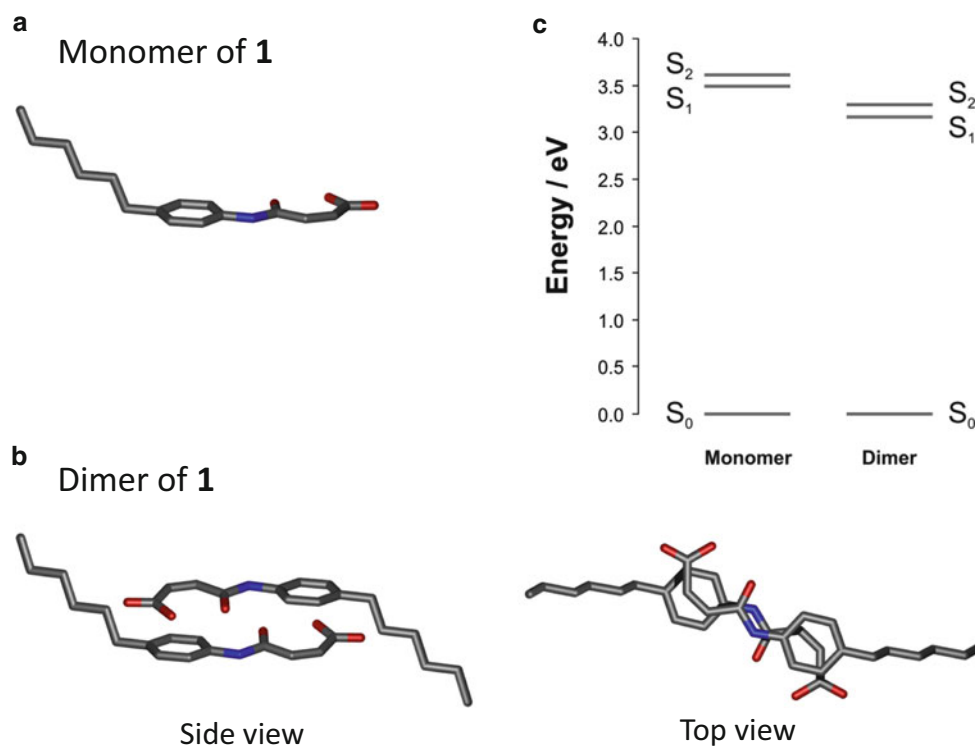 a
Monomer of 1
b
Dimer of 1
Side view
Top view
c
Energy / eV
4.0
3.5
3.0
2.5
2.0
1.5
1.0
0.5
0.0
S₂
S₁
S₀
S₂
S₁
S₀
Monomer
Dimer